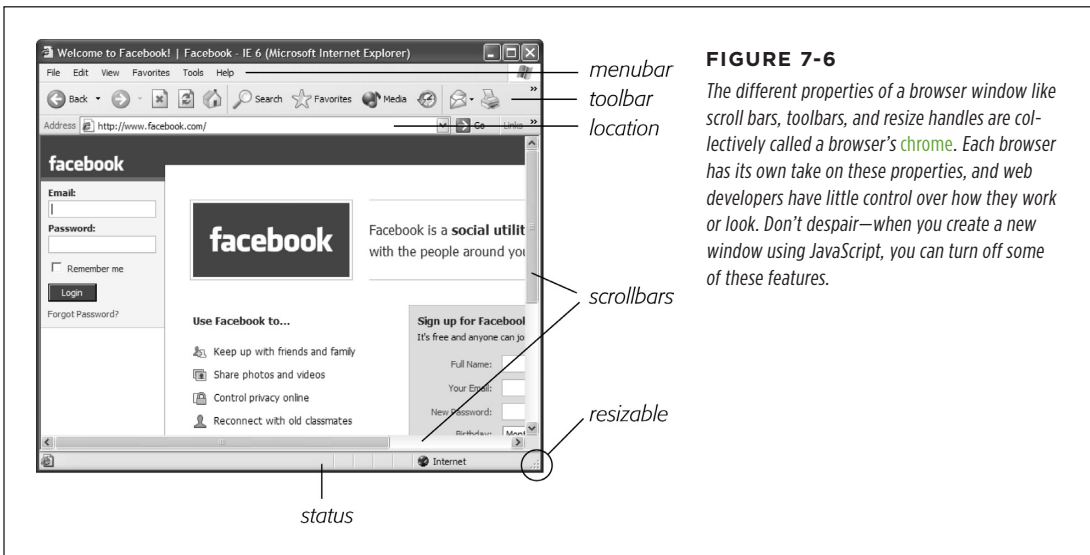 Welcome to Facebook! | Facebook - IE 6 (Microsoft Internet Explorer)
File Edit View Favorites Tools Help
Back Search Favorites Media »
Address http://www.facebook.com/ Go Links »
facebook
Email:
Password:
Remember me
Login
Forgot Password?
facebook
Facebook is a social utilit
with the people around you
Use Facebook to...
Keep up with friends and family
Share photos and videos
Control privacy online
Reconnect with old classmates
Sign up for Facebook
It's free and anyone can jo
Full Name:
Your Email:
New Password:
Birthday: Mont
Internet
menubar
toolbar
location
scrollbars
resizable
status
FIGURE 7-6
The different properties of a browser window like
scroll bars, toolbars, and resize handles are col-
lectively called a browser’s chrome. Each browser
has its own take on these properties, and web
developers have little control over how they work
or look. Don’t despair—when you create a new
window using JavaScript, you can turn off some
of these features.